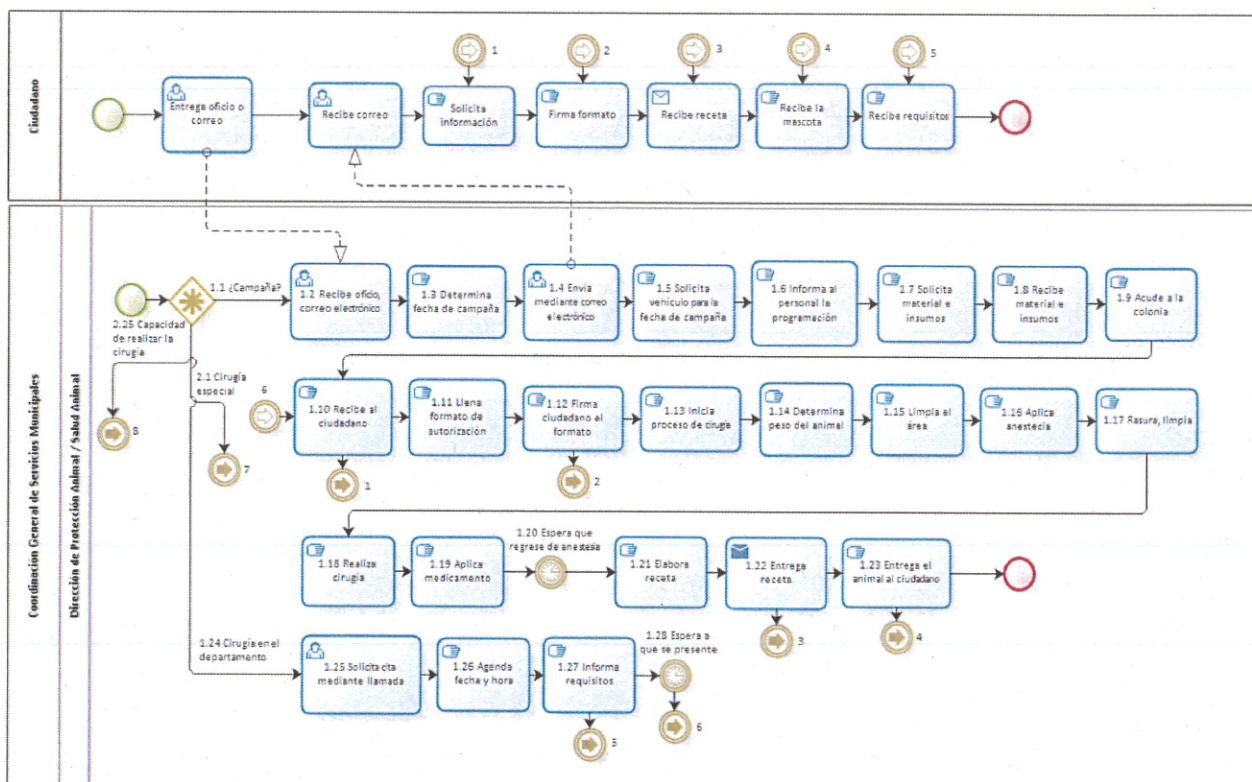 Ciudadano
1
2
3
4
5
Entrega oficio o
correo
Recibe correo
Solicita
información
Firma formato
Recibe receta
Recibe la
mascota
Recibe requisitos
Coordinación General de Servicios Municipales
Dirección de Protección Animal / Salud Animal
1.1 ¿Campaña?
1.2 Recibe oficio,
correo electrónico
1.3 Determina
fecha de campaña
1.4 Envia
mediante correo
electrónico
1.5 Solicita
vehículo para la
fecha de campaña
1.6 Informa al
personal la
programación
1.7 Solicita
material e
insumos
1.8 Recibe
material e
insumos
1.9 Acude a la
colonia
2.25 Capacidad
de realizar la
cirugía
2.1 Cirugía
especial
8
7
6
1.10 Recibe al
ciudadano
1.11 Llena
formato de
autorización
1.12 Firma
ciudadano el
formato
1.13 Inicia
proceso de cirugía
1.14 Determina
peso del animal
1.15 Limpia el
área
1.16 Aplica
anestecia
1.17 Rasura, limpia
1
2
1.18 Realiza
cirugía
1.19 Aplica
medicamento
1.20 Espera que
regrese de anestesia
1.21 Elabora
receta
1.22 Entrega
receta
1.23 Entrega el
animal al ciudadano
3
4
1.24 Cirugía en el
departamento
1.25 Solicita cita
mediante llamada
1.26 Agenda
fecha y hora
1.27 Informa
requisitos
1.28 Espera a
que se presente
5
6